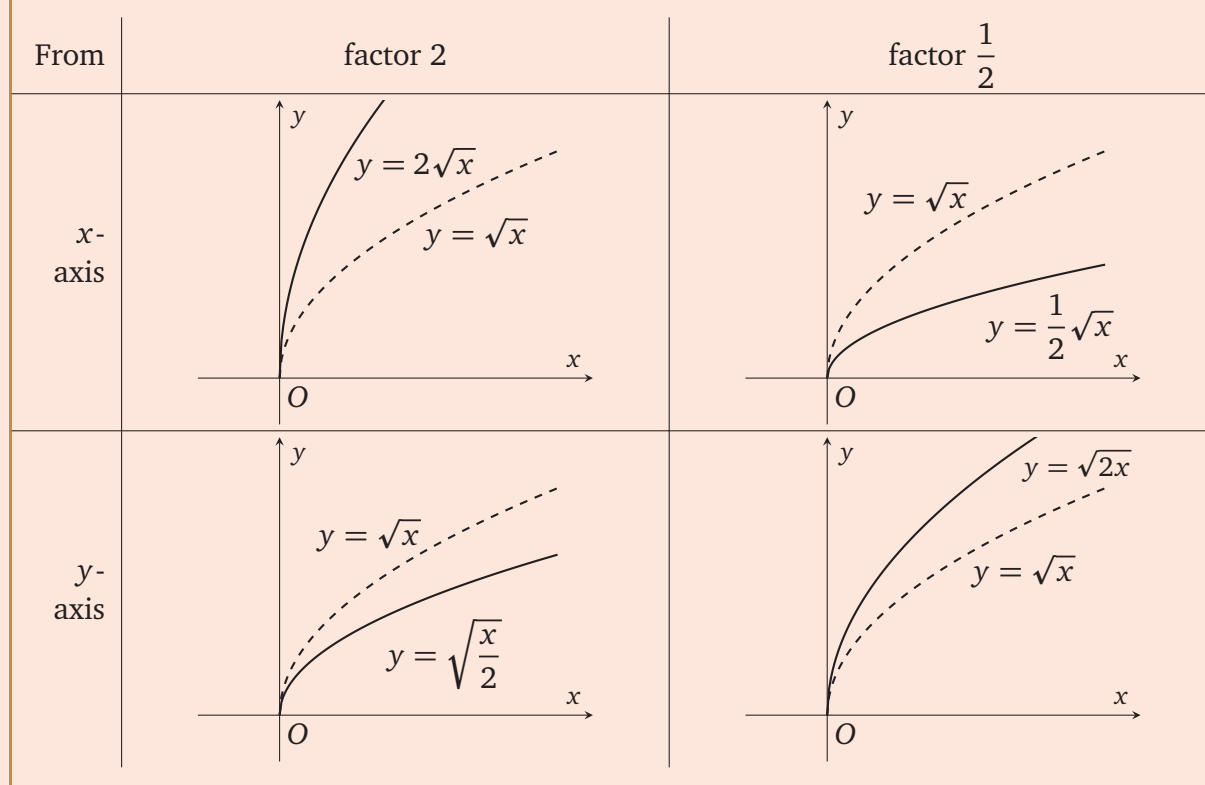 From factor 2 factor 1/2
x-
axis
y
y = 2√x
y = √x
x
O
y
y = √x
y = 1/2 √x
x
O
y-
axis
y
y = √x
y = √(x/2)
x
O
y
y = √(2x)
y = √x
x
O